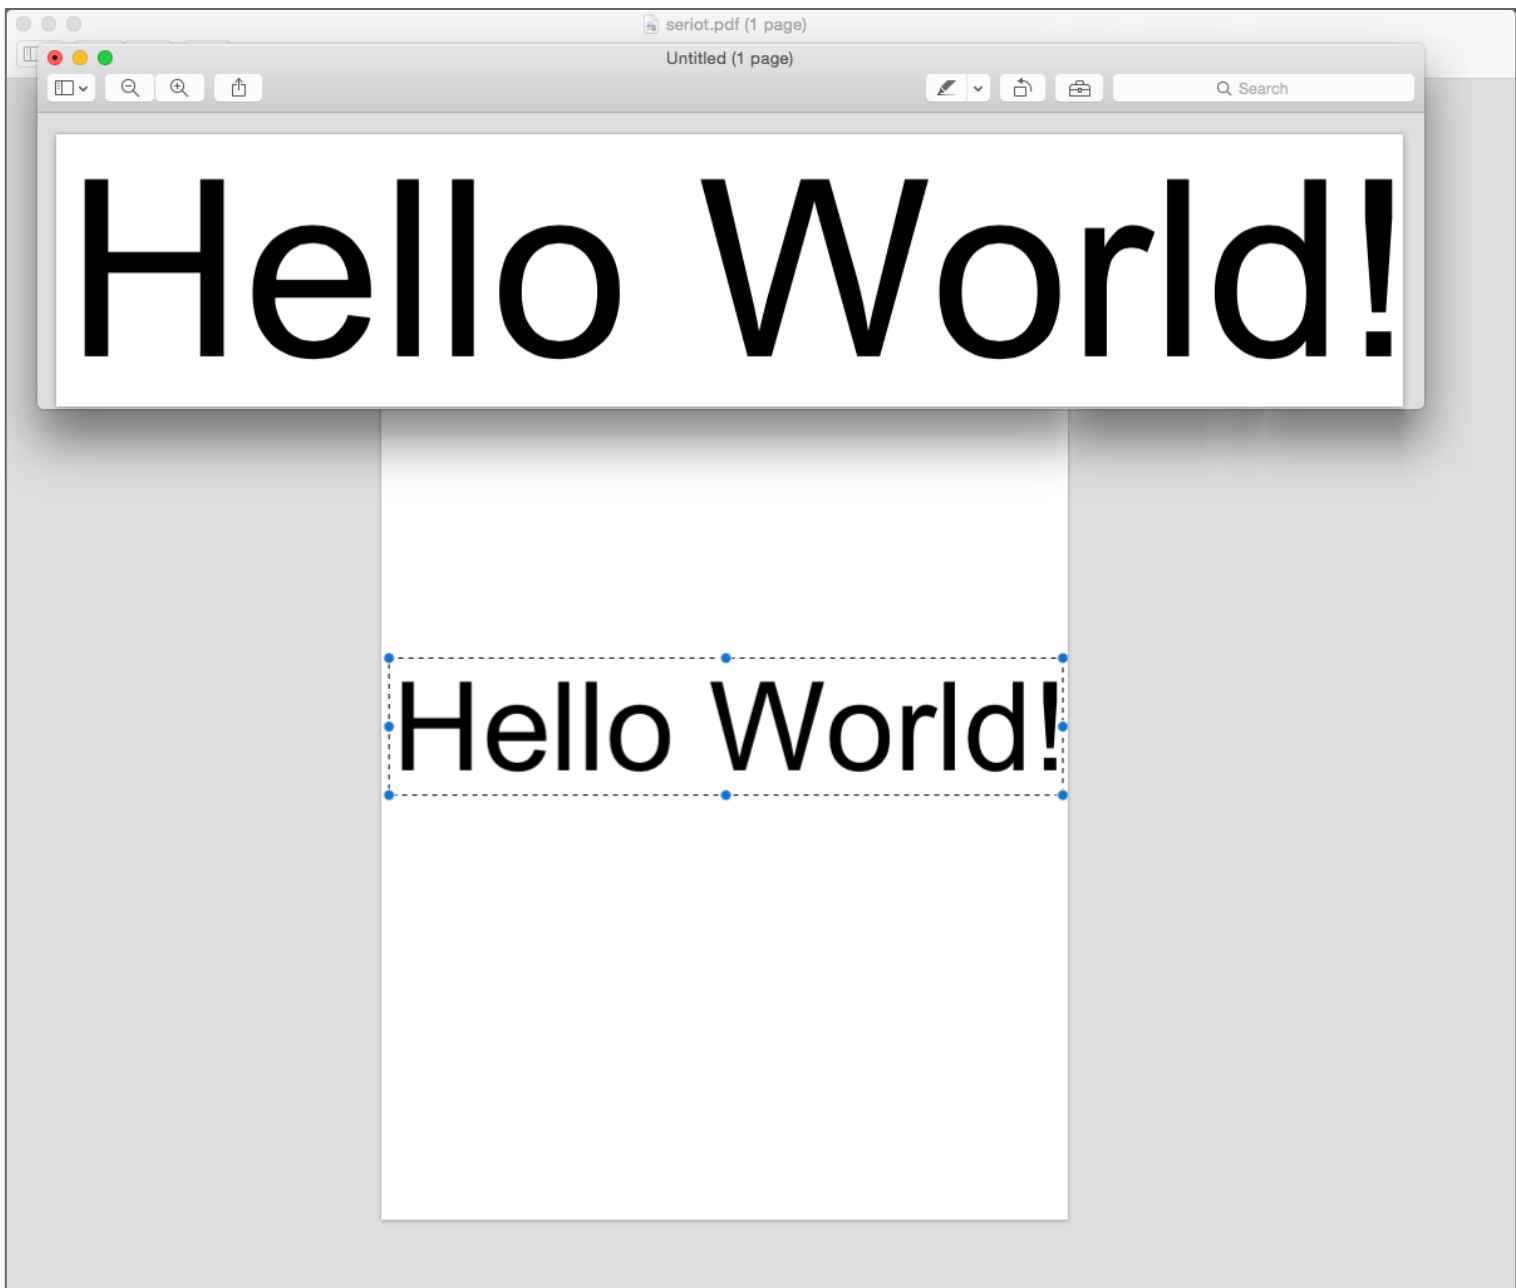 seriot.pdf (1 page)
Untitled (1 page)
Search
Hello World!
Hello World!